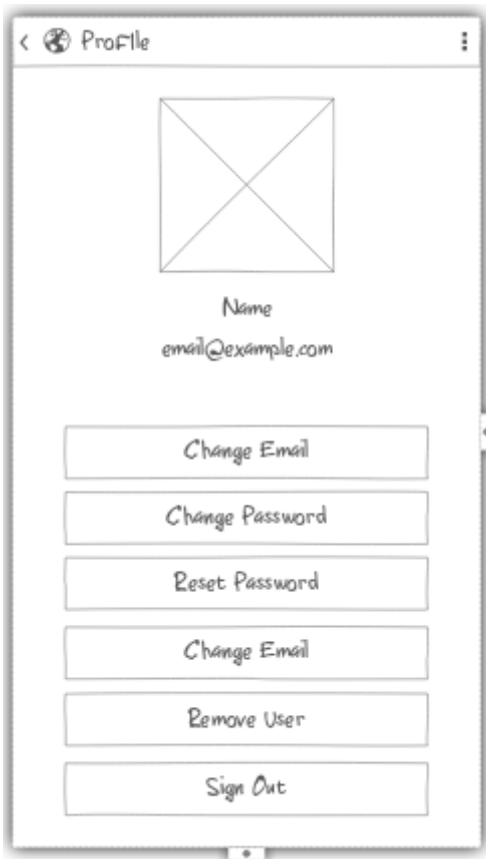 Profile
Name
email@example.com
Change Email
Change Password
Reset Password
Change Email
Remove User
Sign Out